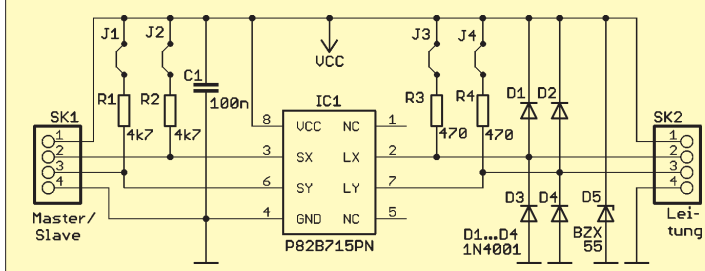 J1 J2 VCC J3 J4
C1
100n
R1 R2
4k7 4k7
IC1
P82B715PN
8 VCC NC 1
3 SX LX 2
6 SY LY 7
4 GND NC 5
R3 R4
470 470
D1 D2
D3 D4 D5
D1...D4
1N4001
BZX
55
SK1
1
2
3
4
Master/
Slave
SK2
1
2
3
4
Lei-
tung